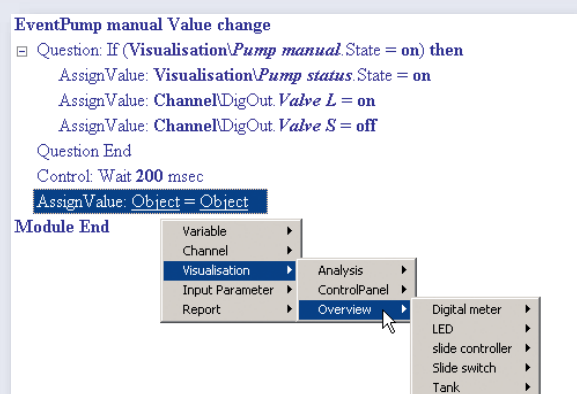 EventPump manual Value change
Question: If (Visualisation\Pump manual.State = on) then
AssignValue: Visualisation\Pump status.State = on
AssignValue: Channel\DigOut.Valve L = on
AssignValue: Channel\DigOut.Valve S = off
Question End
Control: Wait 200 msec
AssignValue: Object = Object
Module End
Variable
Channel
Visualisation
Input Parameter
Report
Analysis
ControlPanel
Overview
Digital meter
LED
slide controller
Slide switch
Tank